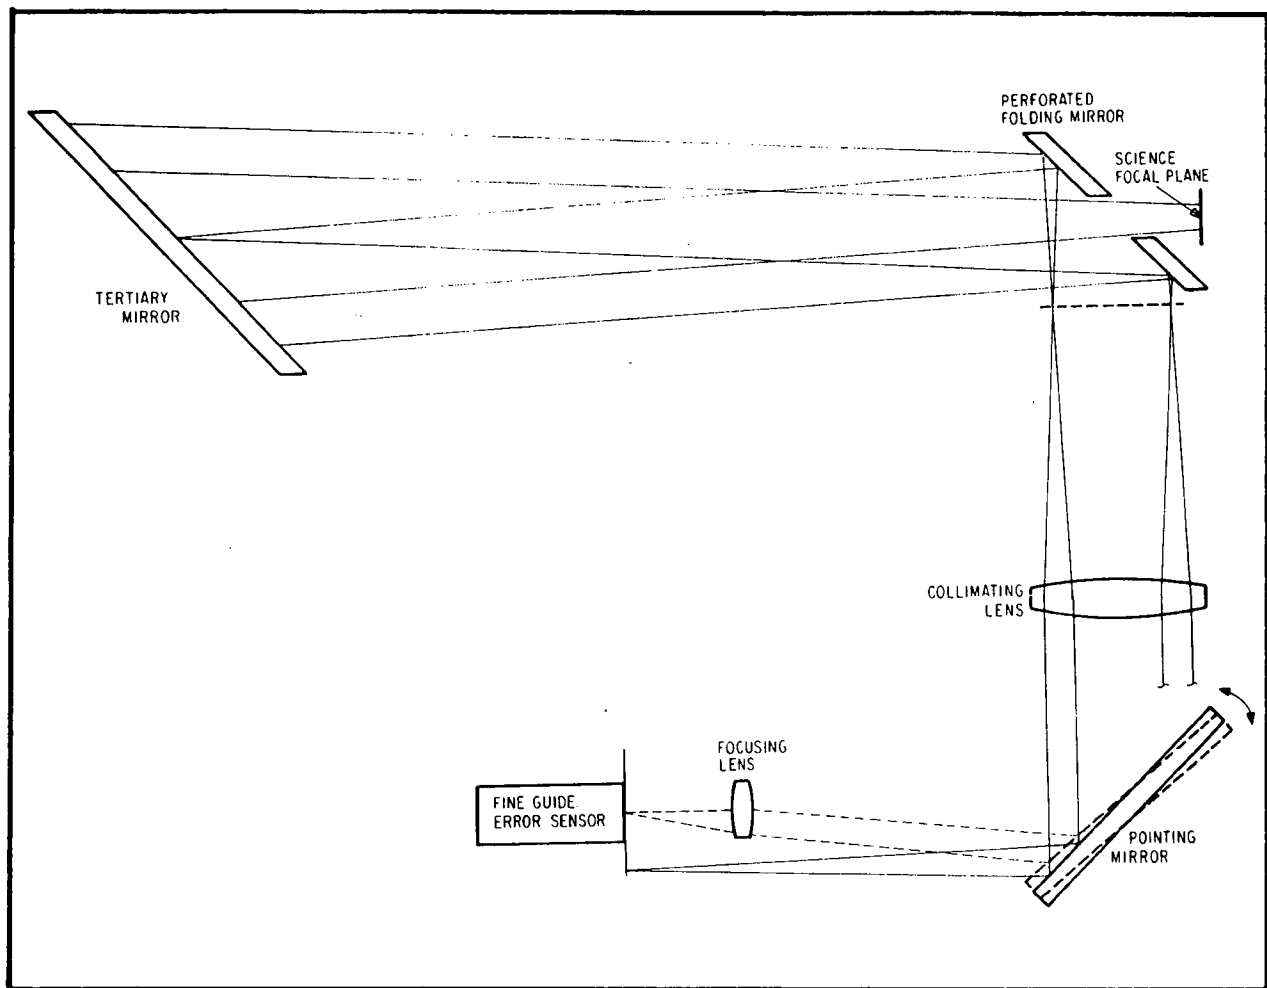 PERFORATED
FOLDING MIRROR
SCIENCE
FOCAL PLANE
TERTIARY
MIRROR
COLLIMATING
LENS
FOCUSING
LENS
FINE GUIDE
ERROR SENSOR
POINTING
MIRROR